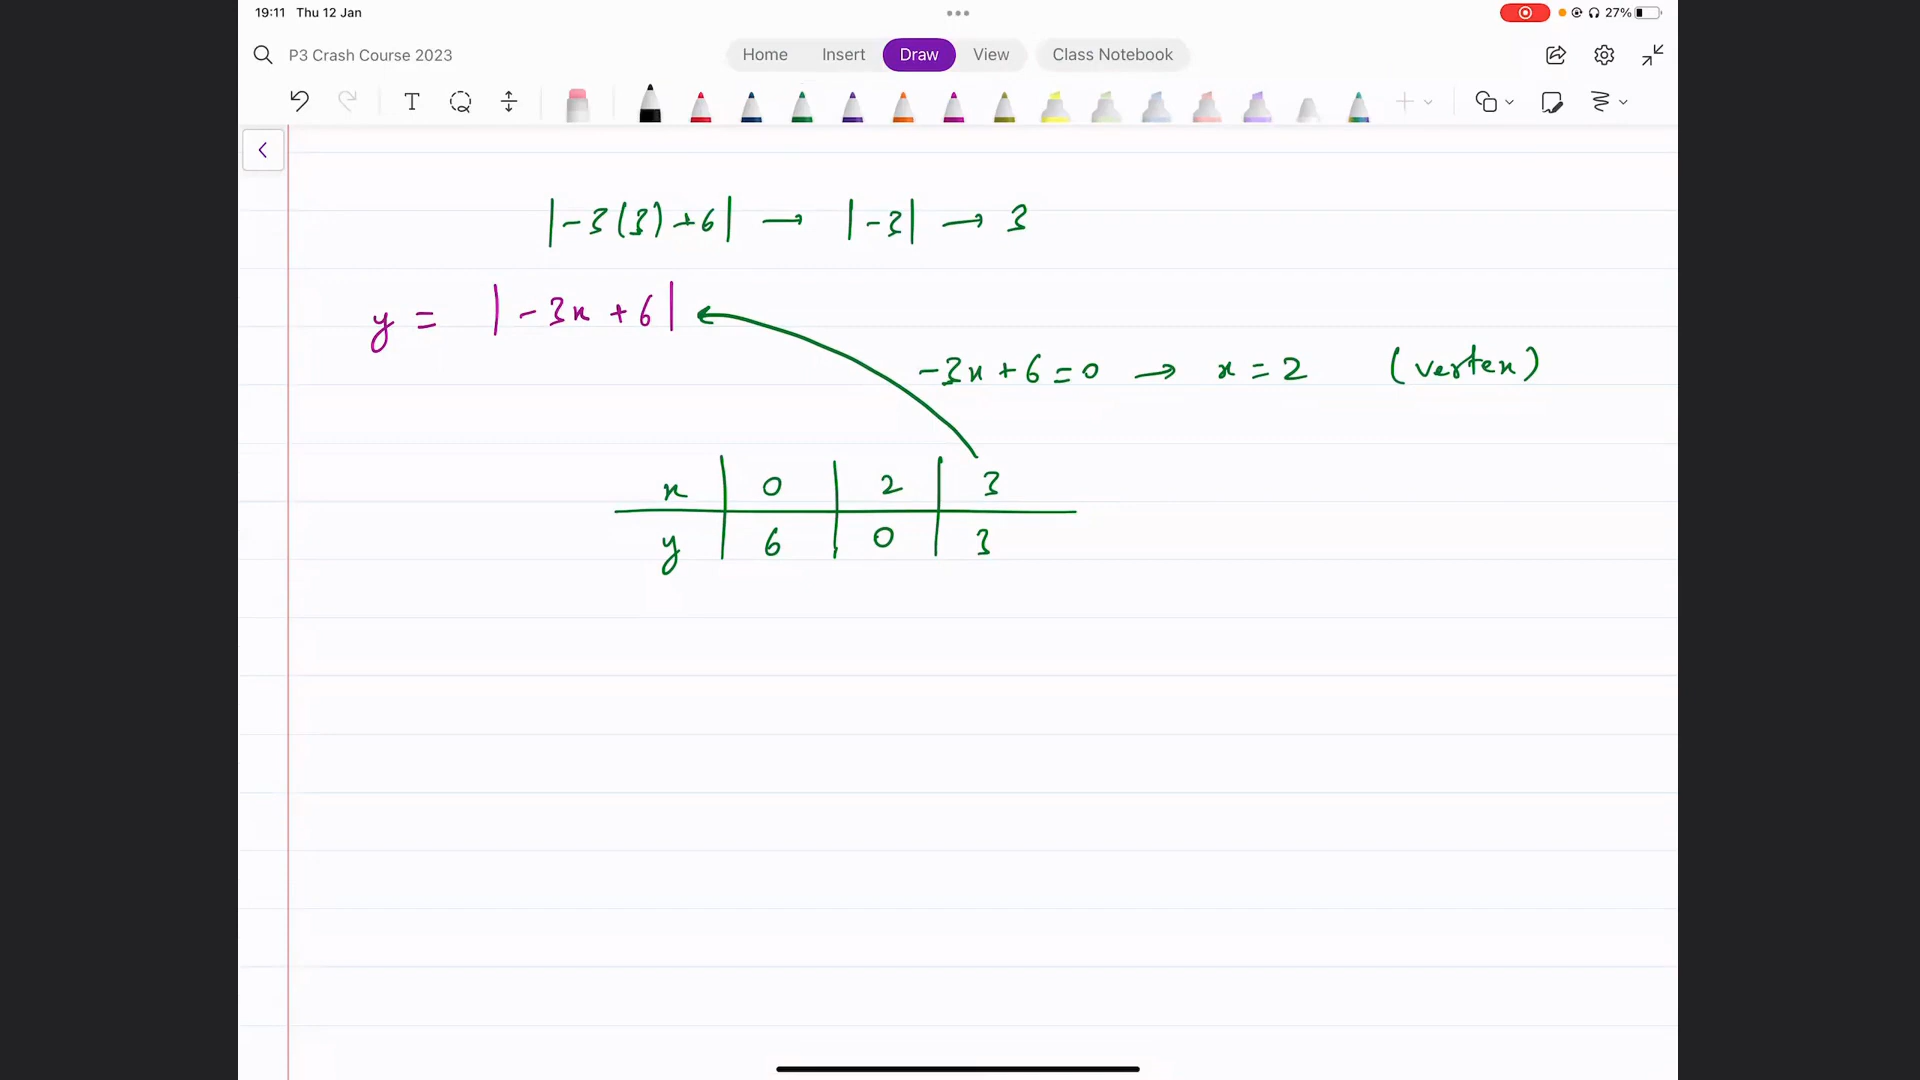 19:11 Thu 12 Jan
27%
P3 Crash Course 2023
Home Insert Draw View Class Notebook
T
|-3(3)+6| → |-3| → 3
y = |-3x+6|
-3x+6=0 → x=2 (vertex)
x | 0 | 2 | 3
y | 6 | 0 | 3